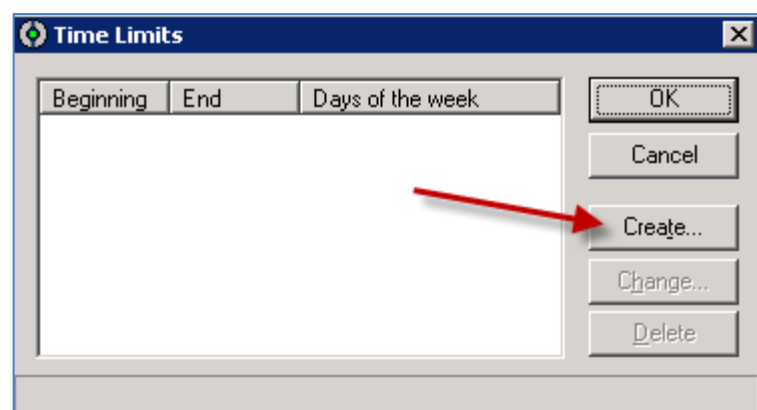 Time Limits
Beginning End Days of the week
OK
Cancel
Create...
Change...
Delete